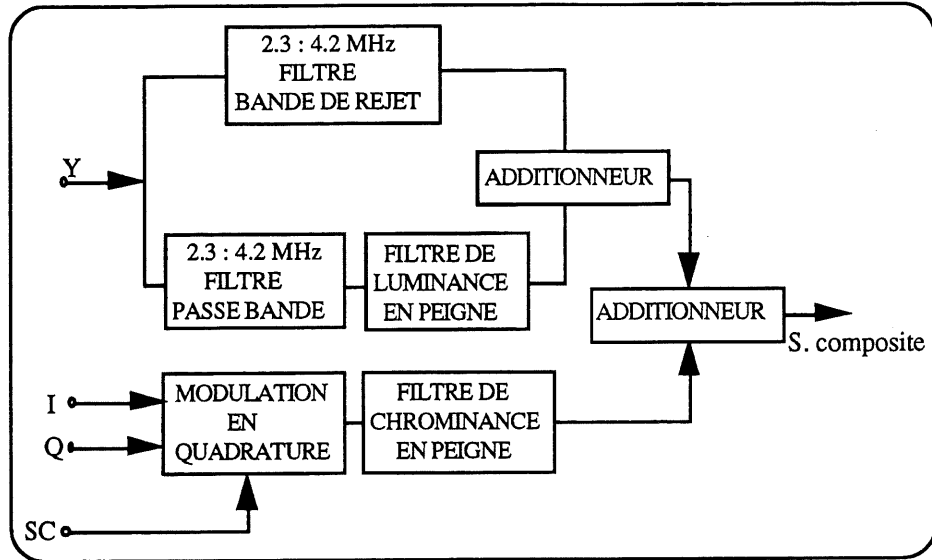 2.3 : 4.2 MHz
FILTRE
BANDE DE REJET
Y
ADDITIONNEUR
2.3 : 4.2 MHz
FILTRE
PASSE BANDE
FILTRE DE
LUMINANCE
EN PEIGNE
ADDITIONNEUR
S. composite
I
Q
MODULATION
EN
QUADRATURE
FILTRE DE
CHROMINANCE
EN PEIGNE
SC